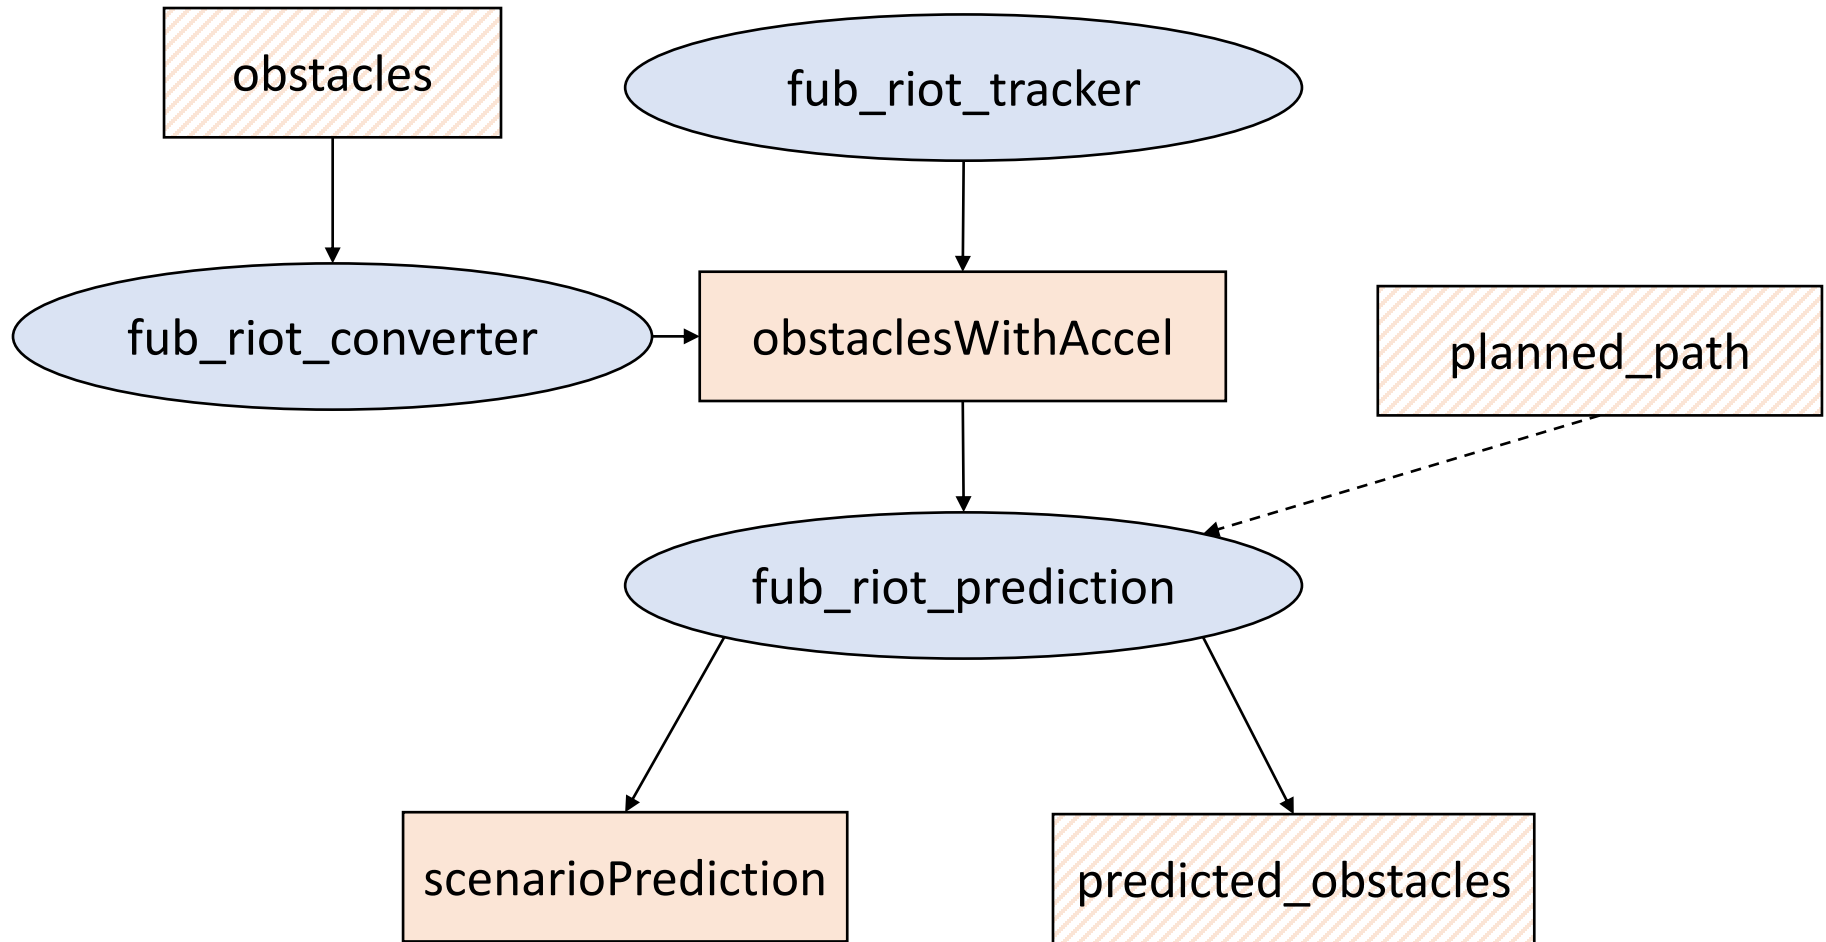 obstacles
fub_riot_tracker
fub_riot_converter
obstaclesWithAccel
planned_path
fub_riot_prediction
scenarioPrediction
predicted_obstacles